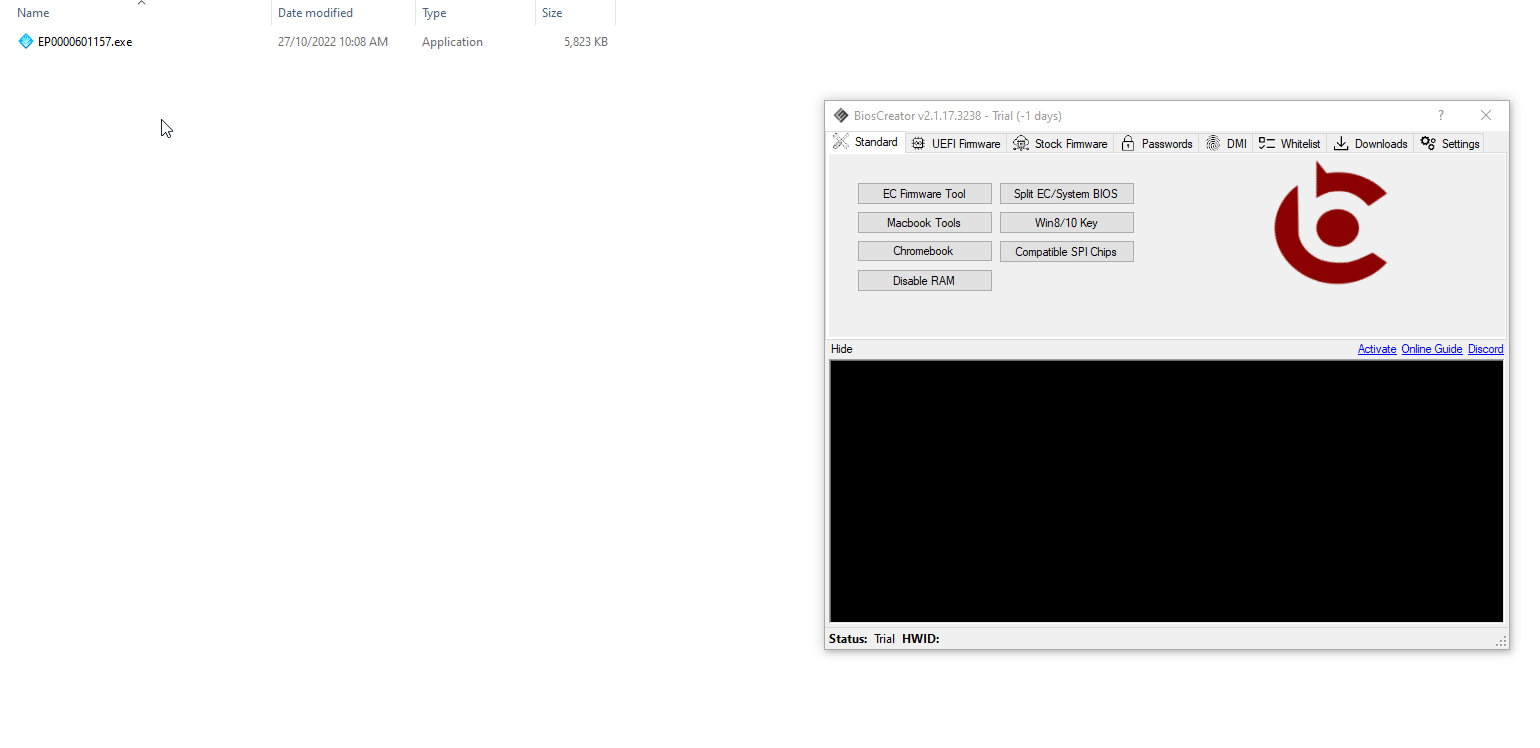 Name Date modified Type Size
EP0000601157.exe 27/10/2022 10:08 AM Application 5,823 KB
BiosCreator v2.1.17.3238 - Trial (-1 days) ?
Standard UEFI Firmware Stock Firmware Passwords DMI Whitelist Downloads Settings
EC Firmware Tool Split EC/System BIOS
Macbook Tools Win8/10 Key
Chromebook Compatible SPI Chips
Disable RAM
Hide Activate Online Guide Discord
Status: Trial HWID: